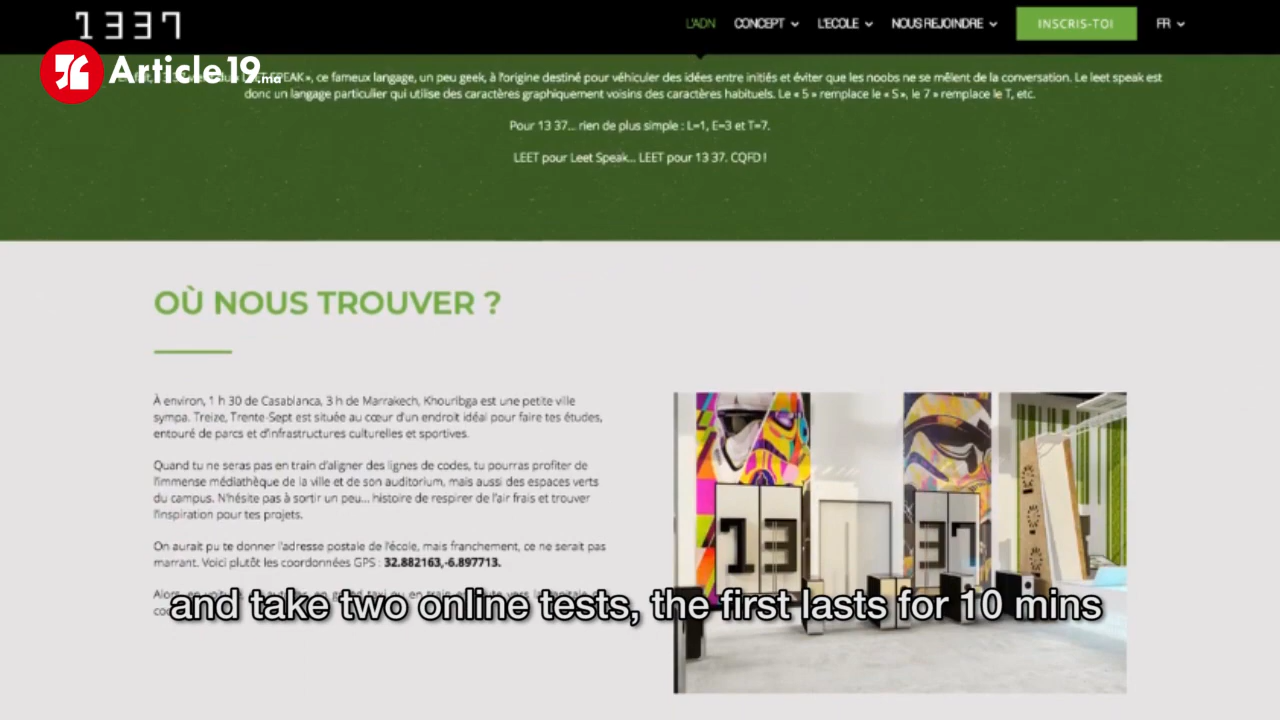 1337
L'ADN CONCEPT L'ECOLE NOUS REJOINDRE INSCRIS-TOI FR
Article19.ma
PEAK », ce fameux langage, un peu geek, à l'origine destiné pour véhiculer des idées entre initiés et éviter que les noobs ne se mêlent de la conversation. Le leet speak est
donc un langage particulier qui utilise des caractères graphiquement voisins des caractères habituels. Le « 5 » remplace le « S », le 7 » remplace le T, etc.
Pour 13 37... rien de plus simple : L=1, E=3 et T=7.
LEET pour Leet Speak... LEET pour 13 37. CQFD !
OÙ NOUS TROUVER ?
À environ, 1 h 30 de Casablanca, 3 h de Marrakech, Khouribga est une petite ville
sympa. Treize, Trente-Sept est située au cœur d'un endroit idéal pour faire tes études,
entouré de parcs et d'infrastructures culturelles et sportives.
Quand tu ne seras pas en train d'aligner des lignes de codes, tu pourras profiter de
l'immense médiathèque de la ville et de son auditorium, mais aussi des espaces verts
du campus. N'hésite pas à sortir un peu... histoire de respirer de l'air frais et trouver
l'inspiration pour tes projets.
On aurait pu te donner l'adresse postale de l'école, mais franchement, ce ne serait pas
marrant. Voici plutôt les coordonnées GPS : 32.882163,-6.897713.
13 37
and take two online tests, the first lasts for 10 mins